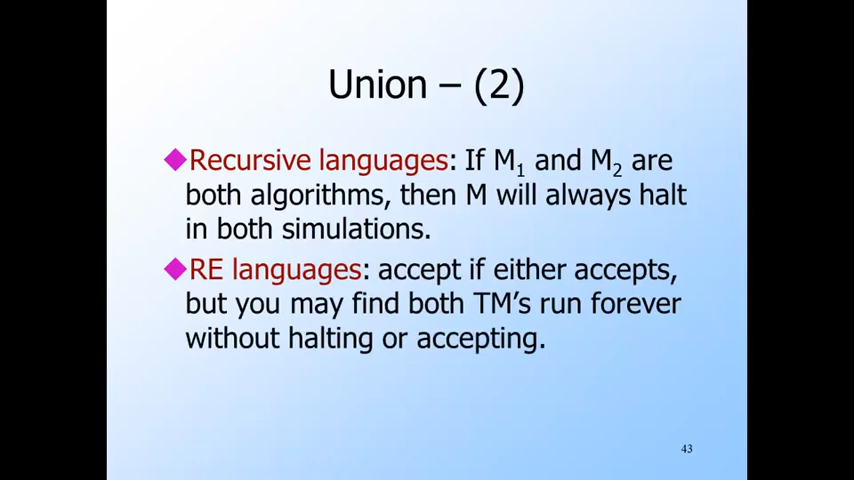 Union – (2)
Recursive languages: If M₁ and M₂ are
both algorithms, then M will always halt
in both simulations.
RE languages: accept if either accepts,
but you may find both TM’s run forever
without halting or accepting.
43